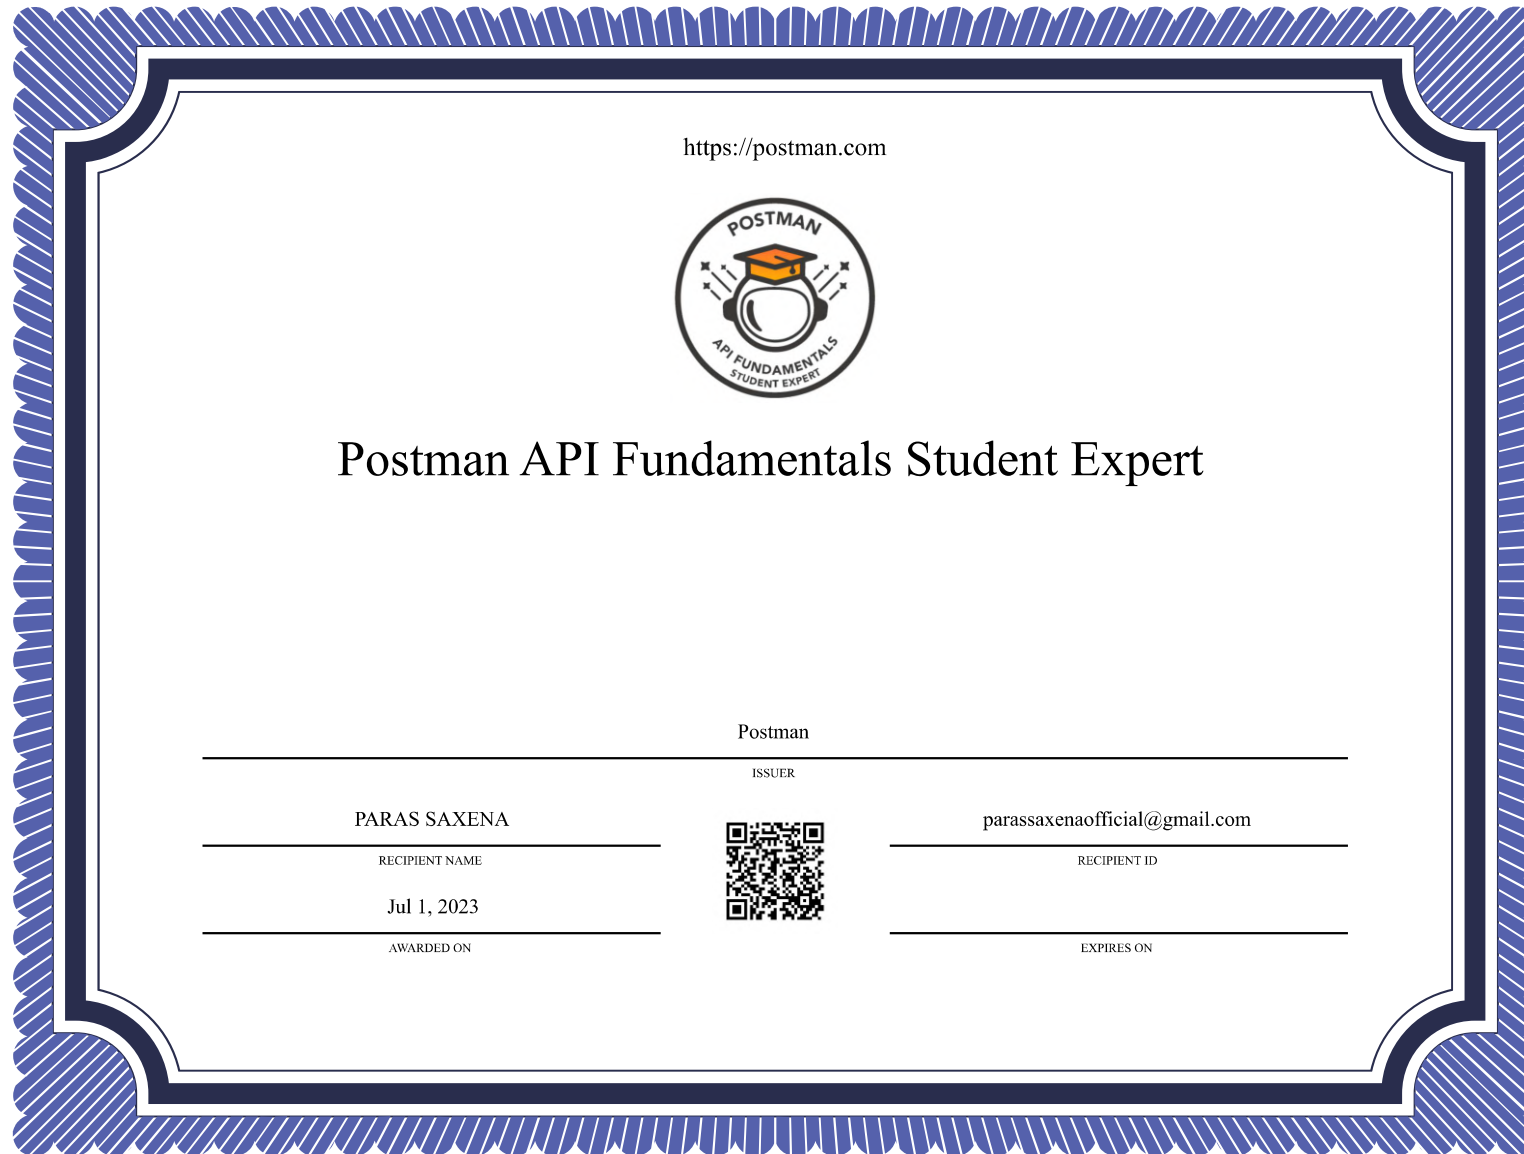 https://postman.com
POSTMAN
API FUNDAMENTALS
STUDENT EXPERT
Postman API Fundamentals Student Expert
Postman
ISSUER
PARAS SAXENA
RECIPIENT NAME
parassaxenaofficial@gmail.com
RECIPIENT ID
Jul 1, 2023
AWARDED ON
EXPIRES ON